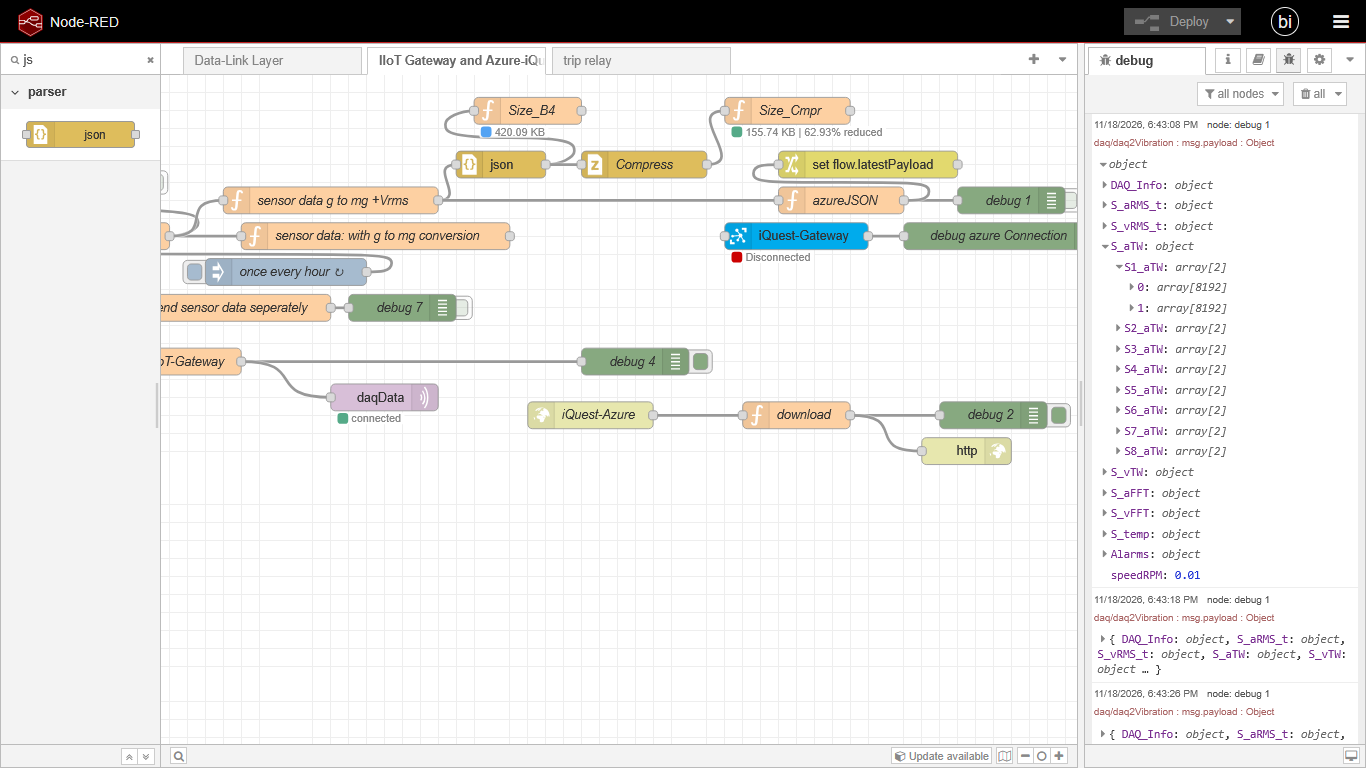 Node-RED
Deploy
bi
js
parser
json
Data-Link Layer
IIoT Gateway and Azure-iQu
trip relay
Size_B4
420.09 KB
Size_Cmpr
155.74 KB | 62.93% reduced
json
Compress
set flow.latestPayload
sensor data g to mg +Vrms
azureJSON
debug 1
sensor data: with g to mg conversion
iQuest-Gateway
debug azure Connection
Disconnected
once every hour ↻
end sensor data seperately
debug 7
oT-Gateway
debug 4
daqData
connected
iQuest-Azure
download
debug 2
http
Update available
debug
all nodes
all
11/18/2026, 6:43:08 PM node: debug 1
daq/daq2Vibration : msg.payload : Object
object
DAQ_Info: object
S_aRMS_t: object
S_vRMS_t: object
S_aTW: object
S1_aTW: array[2]
0: array[8192]
1: array[8192]
S2_aTW: array[2]
S3_aTW: array[2]
S4_aTW: array[2]
S5_aTW: array[2]
S6_aTW: array[2]
S7_aTW: array[2]
S8_aTW: array[2]
S_vTW: object
S_aFFT: object
S_vFFT: object
S_temp: object
Alarms: object
speedRPM: 0.01
11/18/2026, 6:43:18 PM node: debug 1
daq/daq2Vibration : msg.payload : Object
{ DAQ_Info: object, S_aRMS_t: object,
S_vRMS_t: object, S_aTW: object, S_vTW:
object … }
11/18/2026, 6:43:26 PM node: debug 1
daq/daq2Vibration : msg.payload : Object
{ DAQ_Info: object, S_aRMS_t: object,